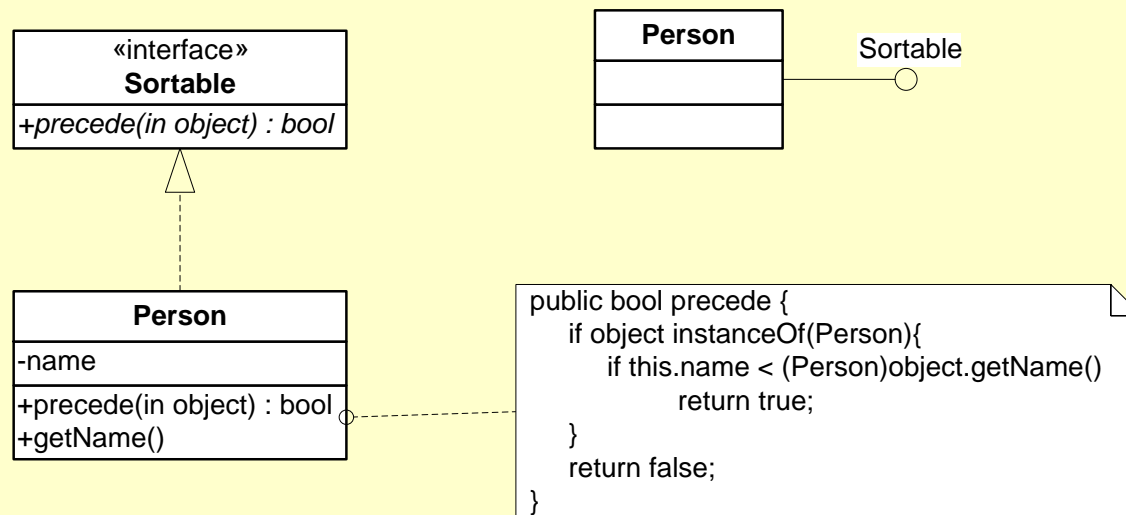 «interface»
Sortable
+precede(in object) : bool
Person
Sortable
Person
-name
+precede(in object) : bool
+getName()
public bool precede {
if object instanceOf(Person){
if this.name < (Person)object.getName()
return true;
}
return false;
}